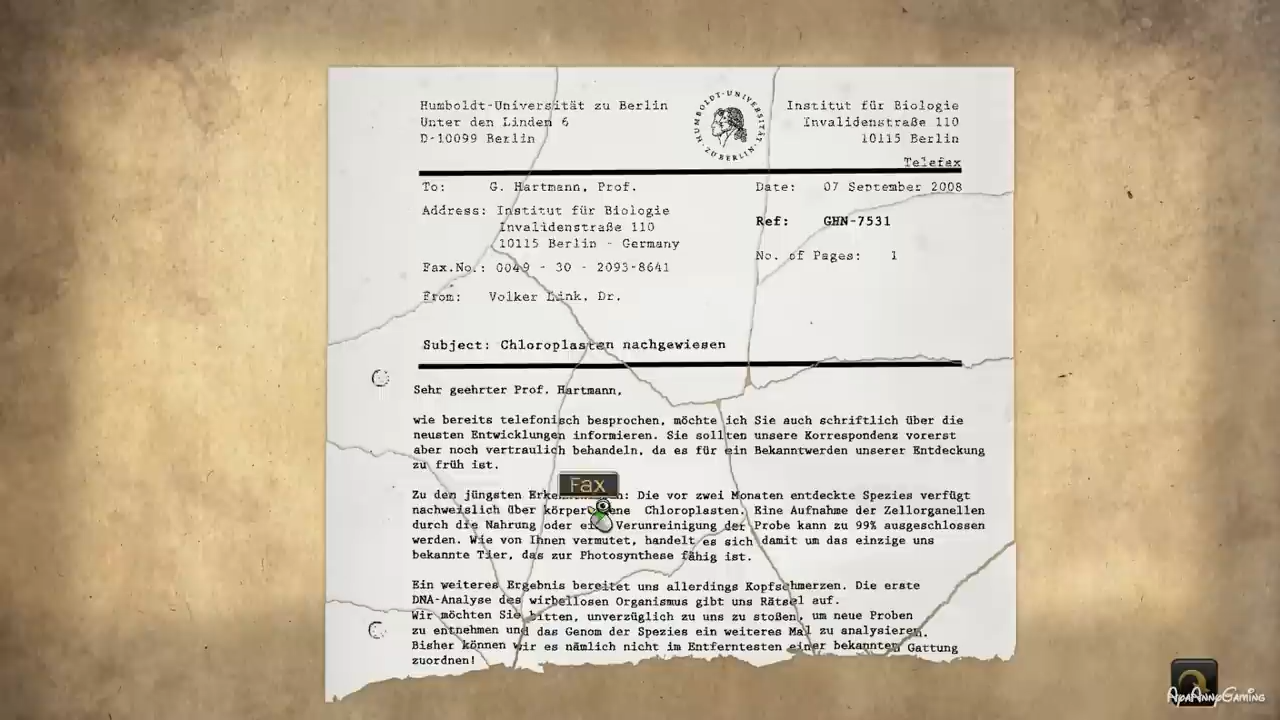 Humboldt-Universität zu Berlin
Unter den Linden 6
D-10099 Berlin
HUMBOLDT-UNIVERSITÄT
ZU BERLIN
Institut für Biologie
Invalidenstraße 110
10115 Berlin
Telefax
To: G. Hartmann, Prof.
Address: Institut für Biologie
Invalidenstraße 110
10115 Berlin - Germany
Fax.No.: 0049 - 30 - 2093-8641
From: Volker Link, Dr.
Date: 07 September 2008
Ref: GHN-7531
No. of Pages: 1
Subject: Chloroplasten nachgewiesen
Sehr geehrter Prof. Hartmann,
wie bereits telefonisch besprochen, möchte ich Sie auch schriftlich über die
neusten Entwicklungen informieren. Sie sollten unsere Korrespondenz vorerst
aber noch vertraulich behandeln, da es für ein Bekanntwerden unserer Entdeckung
zu früh ist.
Fax
Zu den jüngsten : Die vor zwei Monaten entdeckte Spezies verfügt
nachweislich über Chloroplasten. Eine Aufnahme der Zellorganellen
durch die Nahrung oder Verunreinigung der Probe kann zu 99% ausgeschlossen
werden. Wie von Ihnen vermutet, handelt es sich damit um das einzige uns
bekannte Tier, das zur Photosynthese fähig ist.
Ein weiteres Ergebnis bereitet uns allerdings Kopfschmerzen. Die erste
DNA-Analyse des wirbellosen Organismus gibt uns Rätsel auf.
Wir möchten Sie bitten, unverzüglich zu uns zu stoßen, um neue Proben
zu entnehmen und das Genom der Spezies ein weiteres Mal zu analysieren.
Bisher können wir es nämlich nicht im Entferntesten einer bekannten Gattung
zuordnen!
AyaAnnyGaming